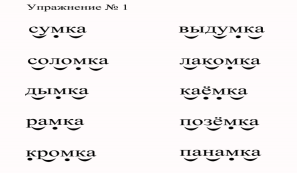 Упражнение № 1
сумка выдумка
соломка лакомка
дымка каёмка
рамка позёмка
кромка панамка